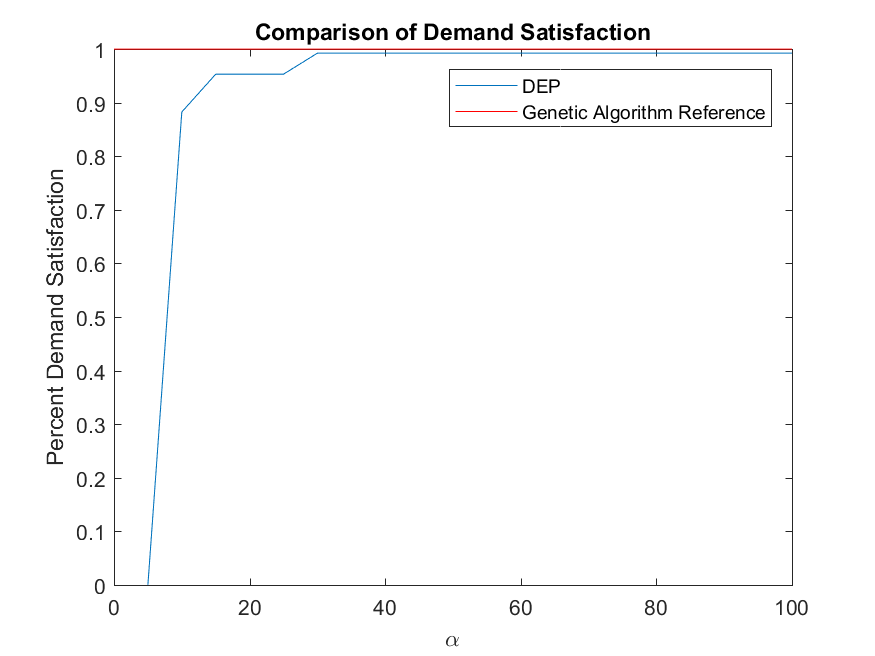 Comparison of Demand Satisfaction
1
0.9
0.8
0.7
0.6
0.5
0.4
0.3
0.2
0.1
0
Percent Demand Satisfaction
DEP
Genetic Algorithm Reference
0 20 40 60 80 100
α